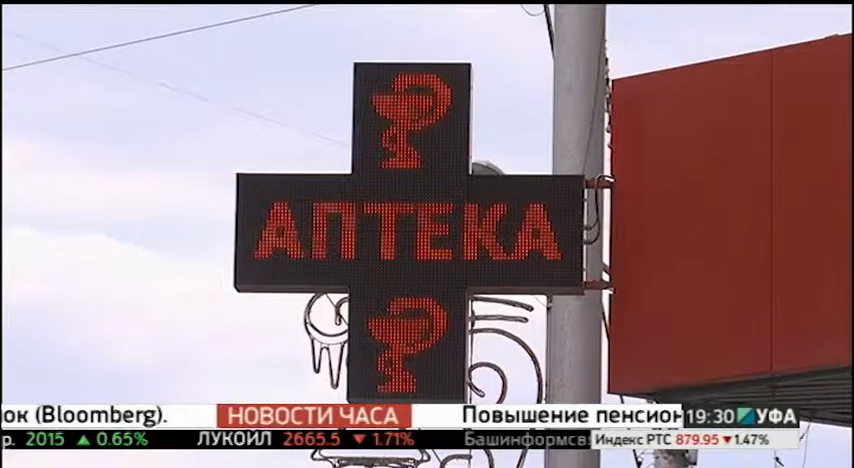 АПТЕКА
ок (Bloomberg). НОВОСТИ ЧАСА Повышение пенсион 19:30 УФА
р. 2015 ▲ 0.65% ЛУКОЙЛ 2665.5 ▼ 1.71% Башинформсв Индекс РТС 879.95 ▼1.47%